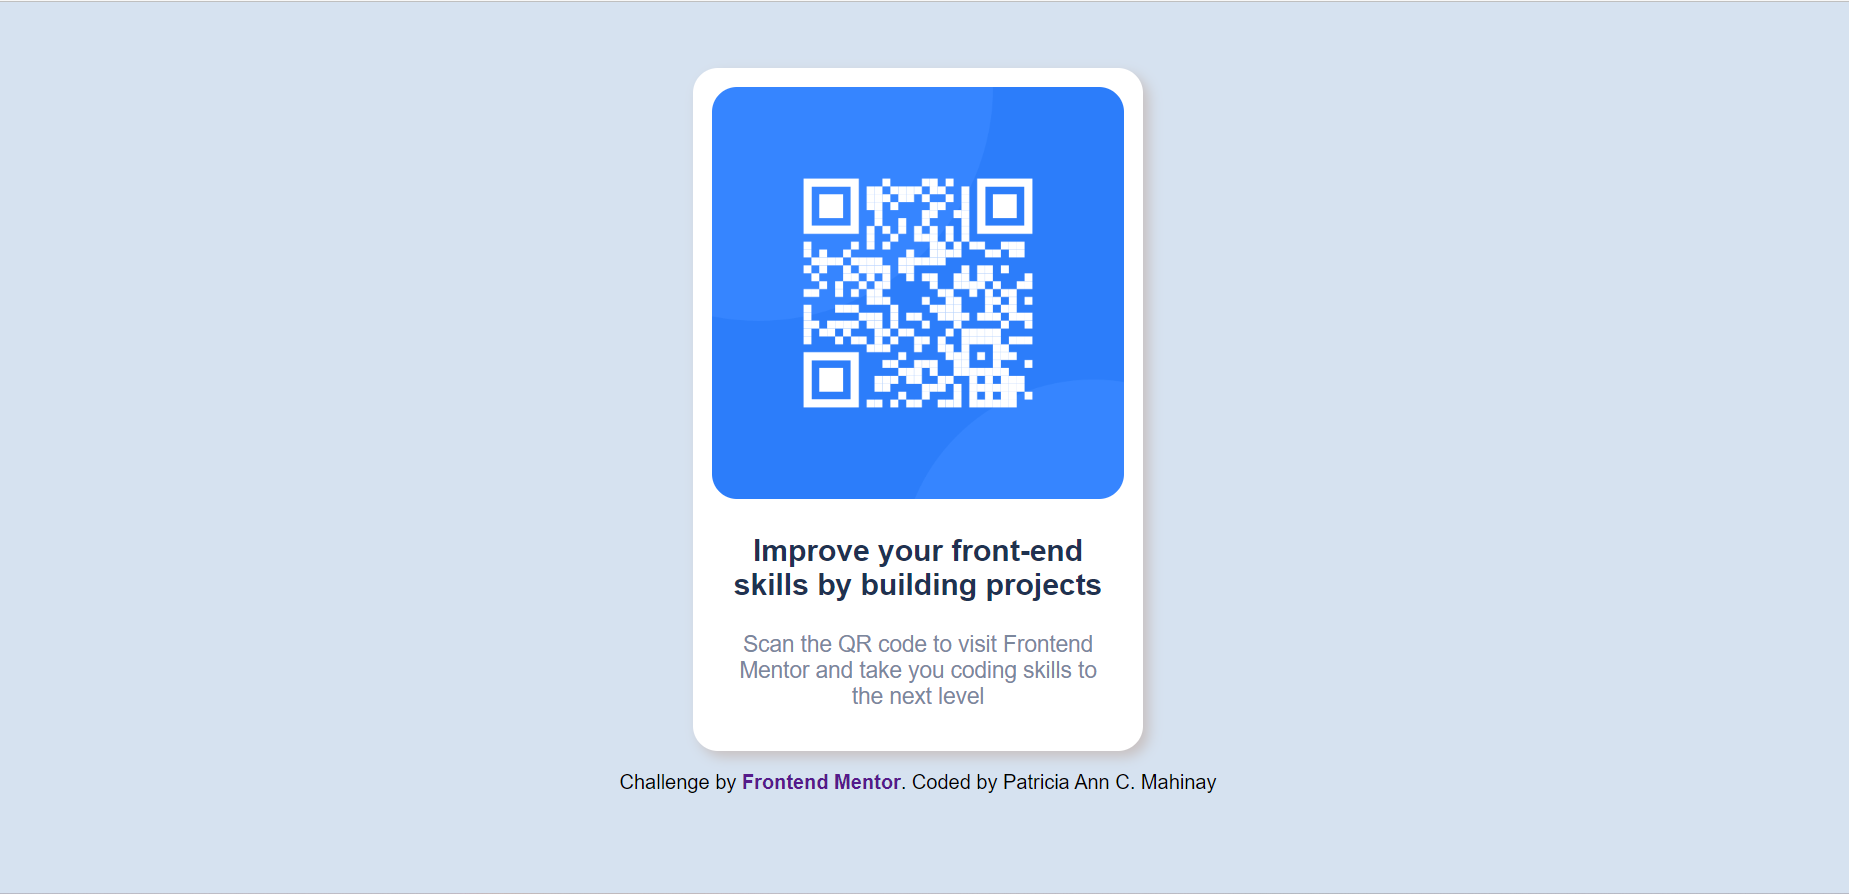 Improve your front-end
skills by building projects
Scan the QR code to visit Frontend
Mentor and take you coding skills to
the next level
Challenge by Frontend Mentor. Coded by Patricia Ann C. Mahinay